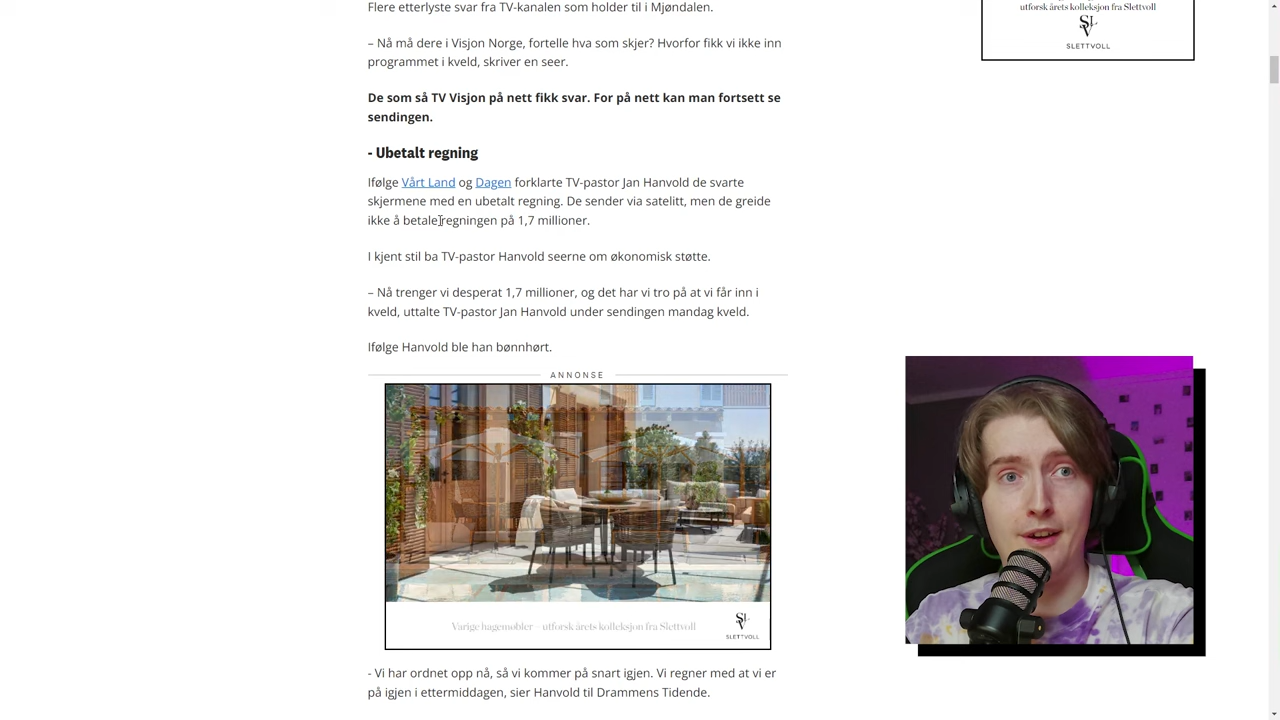 Flere etterlyste svar fra TV-kanalen som holder til i Mjøndalen.
– Nå må dere i Visjon Norge, fortelle hva som skjer? Hvorfor fikk vi ikke inn
programmet i kveld, skriver en seer.
De som så TV Visjon på nett fikk svar. For på nett kan man fortsett se
sendingen.
- Ubetalt regning
Ifølge Vårt Land og Dagen forklarte TV-pastor Jan Hanvold de svarte
skjermene med en ubetalt regning. De sender via satelitt, men de greide
ikke å betale regningen på 1,7 millioner.
I kjent stil ba TV-pastor Hanvold seerne om økonomisk støtte.
– Nå trenger vi desperat 1,7 millioner, og det har vi tro på at vi får inn i
kveld, uttalte TV-pastor Jan Hanvold under sendingen mandag kveld.
Ifølge Hanvold ble han bønnhørt.
ANNONSE
Varige hagemøbler – utforsk årets kolleksjon fra Slettvoll
SLV
SLETTVOLL
- Vi har ordnet opp nå, så vi kommer på snart igjen. Vi regner med at vi er
på igjen i ettermiddagen, sier Hanvold til Drammens Tidende.
utforsk årets kolleksjon fra Slettvoll
SLV
SLETTVOLL